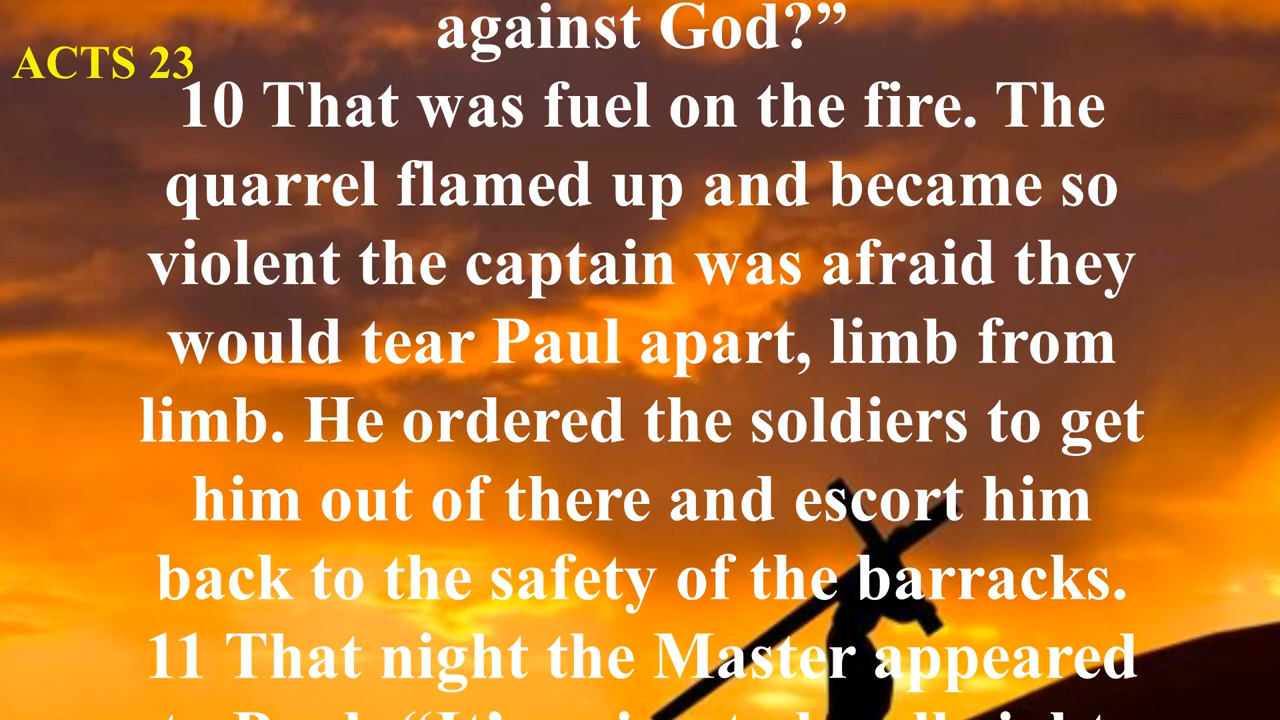 against God?”
ACTS 23
10 That was fuel on the fire. The
quarrel flamed up and became so
violent the captain was afraid they
would tear Paul apart, limb from
limb. He ordered the soldiers to get
him out of there and escort him
back to the safety of the barracks.
11 That night the Master appeared